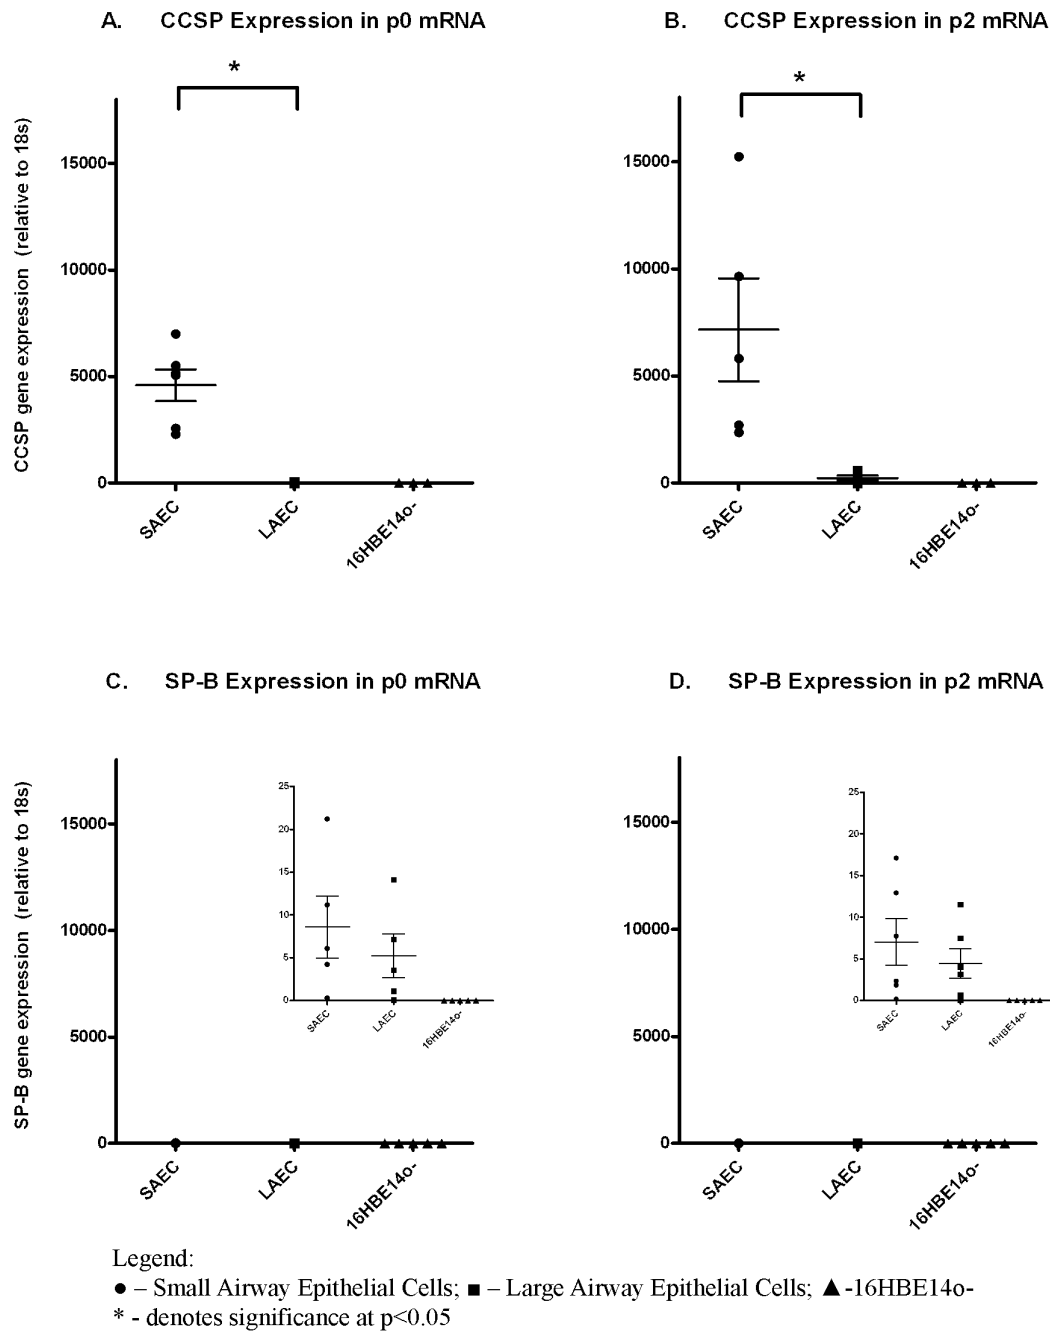 A. CCSP Expression in p0 mRNA
*
CCSP gene expression (relative to 18s)
15000
10000
5000
0
SAEC
LAEC
16HBE14o-
B. CCSP Expression in p2 mRNA
*
15000
10000
5000
0
SAEC
LAEC
16HBE14o-
C. SP-B Expression in p0 mRNA
SP-B gene expression (relative to 18s)
15000
10000
5000
0
SAEC
LAEC
16HBE14o-
25
20
15
10
5
0
SAEC
LAEC
16HBE14o-
D. SP-B Expression in p2 mRNA
15000
10000
5000
0
SAEC
LAEC
16HBE14o-
25
20
15
10
5
0
SAEC
LAEC
16HBE14o-
Legend:
● – Small Airway Epithelial Cells; ■ – Large Airway Epithelial Cells; ▲ -16HBE14o-
* - denotes significance at p<0.05